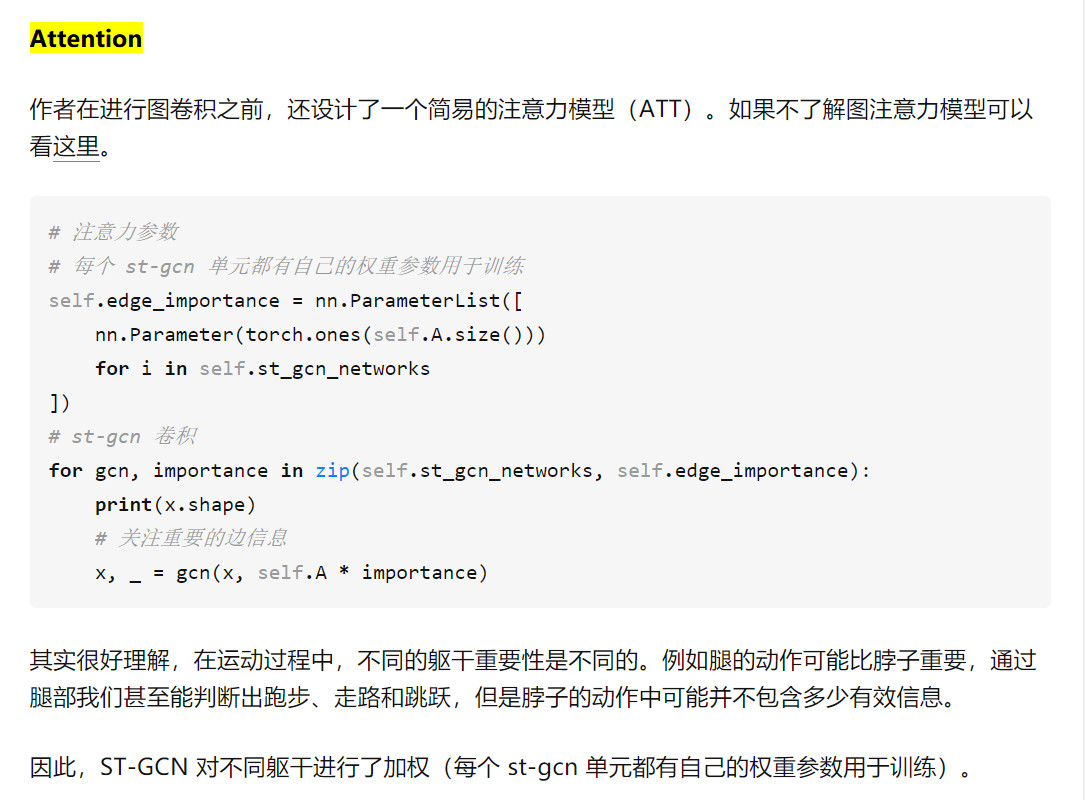 Attention
作者在进行图卷积之前，还设计了一个简易的注意力模型（ATT）。如果不了解图注意力模型可以
看这里。
# 注意力参数
# 每个 st-gcn 单元都有自己的权重参数用于训练
self.edge_importance = nn.ParameterList([
    nn.Parameter(torch.ones(self.A.size()))
    for i in self.st_gcn_networks
])
# st-gcn 卷积
for gcn, importance in zip(self.st_gcn_networks, self.edge_importance):
    print(x.shape)
    # 关注重要的边信息
    x, _ = gcn(x, self.A * importance)
其实很好理解，在运动过程中，不同的躯干重要性是不同的。例如腿的动作可能比脖子重要，通过
腿部我们甚至能判断出跑步、走路和跳跃，但是脖子的动作中可能并不包含多少有效信息。
因此，ST-GCN 对不同躯干进行了加权（每个 st-gcn 单元都有自己的权重参数用于训练）。